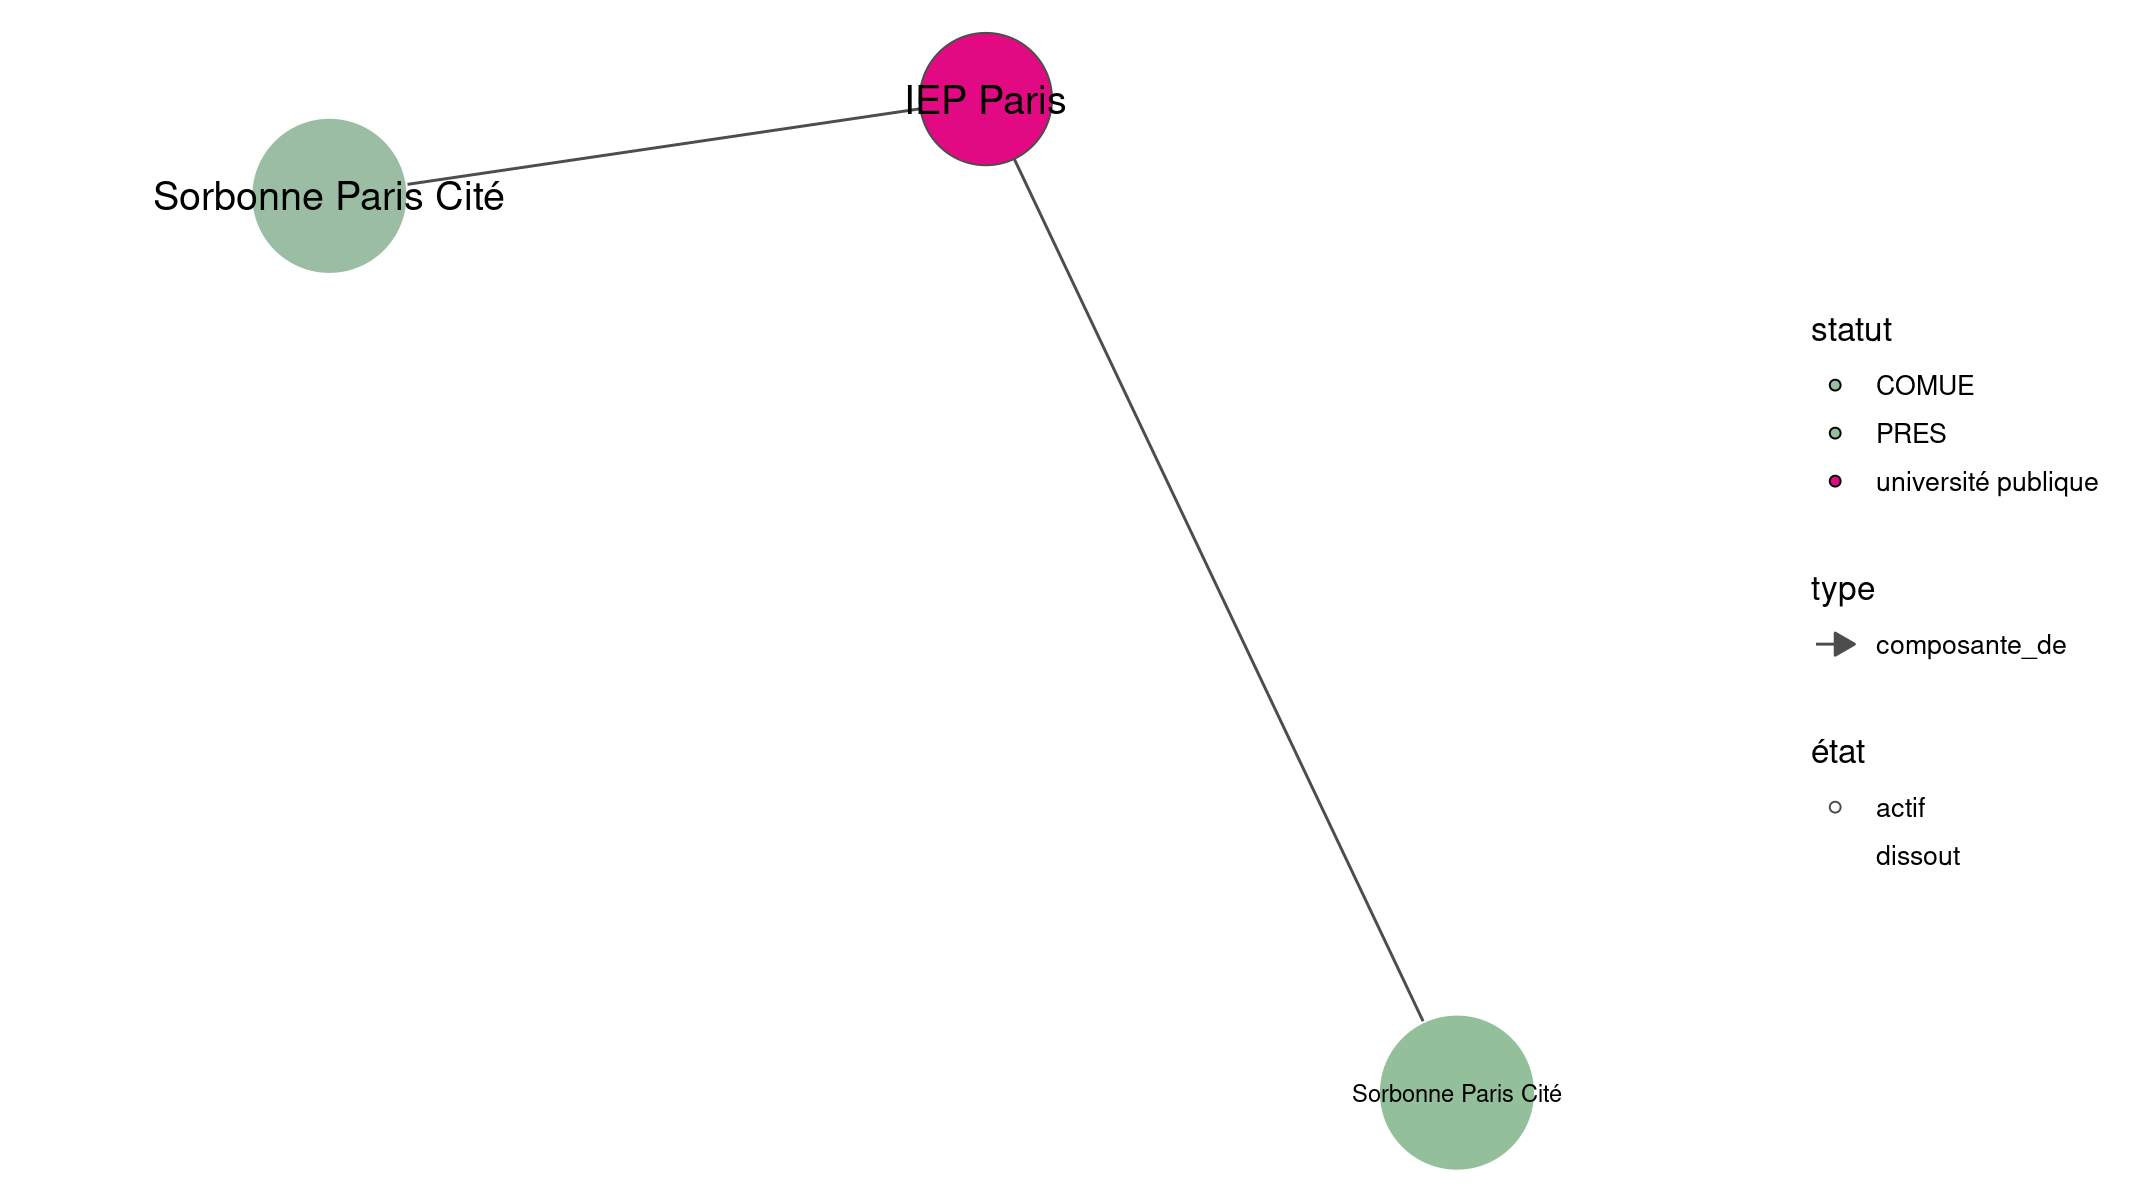 IEP Paris
Sorbonne Paris Cité
statut
COMUE
PRES
université publique
type
composante_de
état
actif
dissout
Sorbonne Paris Cité